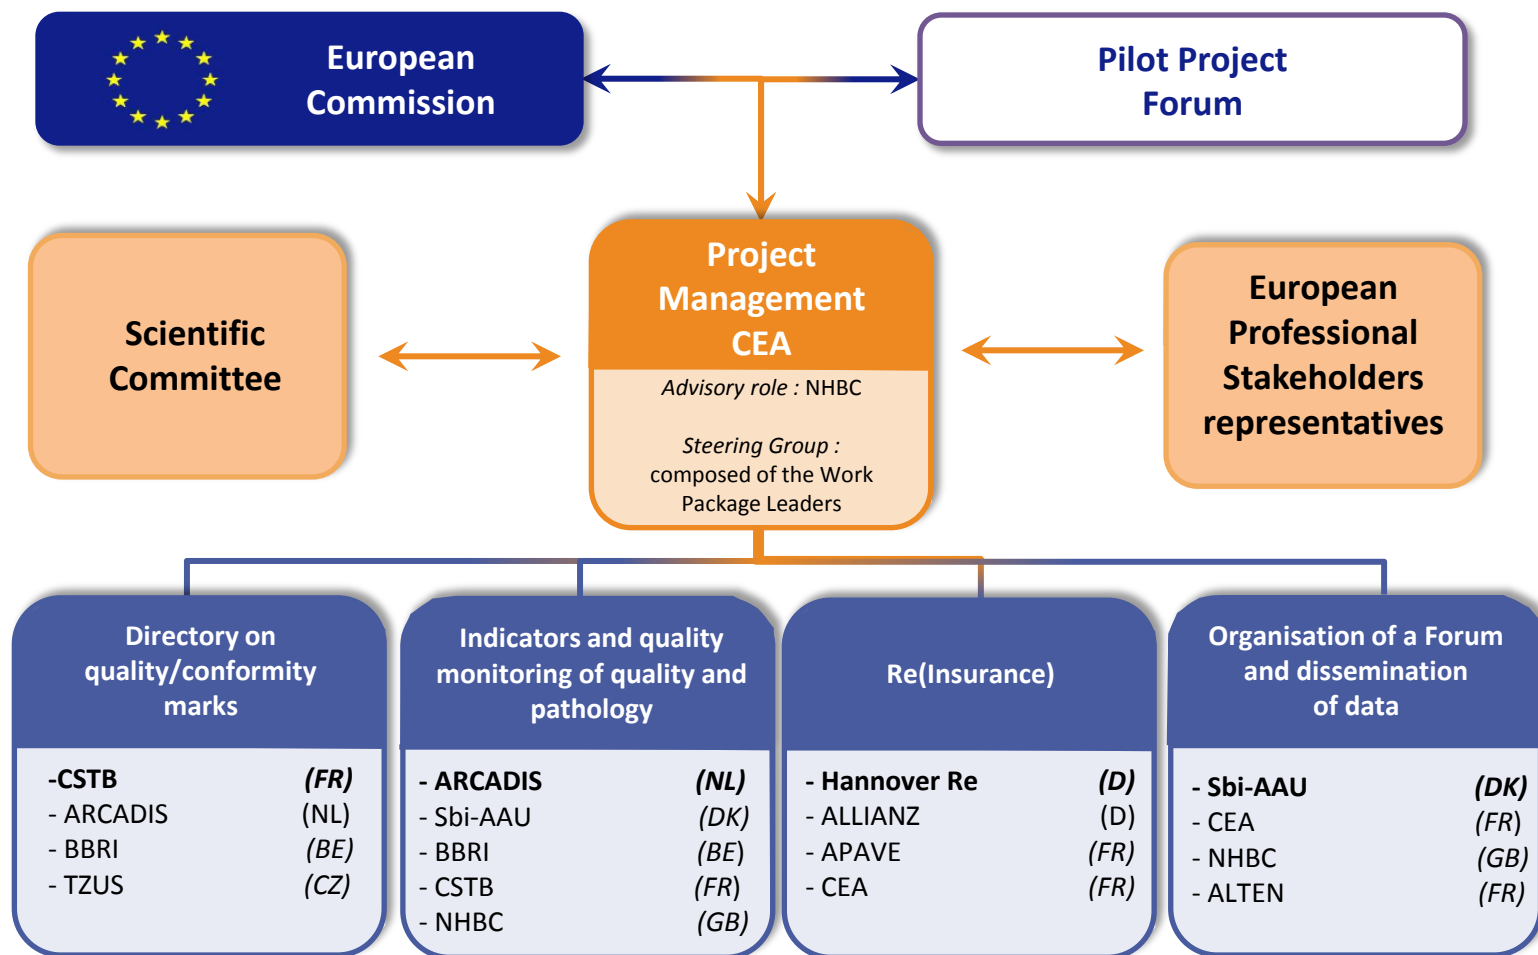 European
Commission
Pilot Project
Forum
Scientific
Committee
Project
Management
CEA
Advisory role : NHBC
Steering Group :
composed of the Work
Package Leaders
European
Professional
Stakeholders
representatives
Directory on
quality/conformity
marks
-CSTB (FR)
- ARCADIS (NL)
- BBRI (BE)
- TZUS (CZ)
Indicators and quality
monitoring of quality and
pathology
- ARCADIS (NL)
- Sbi-AAU (DK)
- BBRI (BE)
- CSTB (FR)
- NHBC (GB)
Re(Insurance)
- Hannover Re (D)
- ALLIANZ (D)
- APAVE (FR)
- CEA (FR)
Organisation of a Forum
and dissemination
of data
- Sbi-AAU (DK)
- CEA (FR)
- NHBC (GB)
- ALTEN (FR)